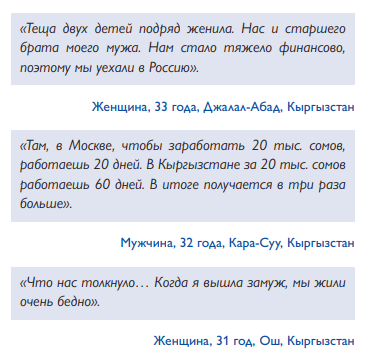 «Теща двух детей подряд женила. Нас и старшего
брата моего мужа. Нам стало тяжело финансово,
поэтому мы уехали в Россию».
Женщина, 33 года, Джалал-Абад, Кыргызстан
«Там, в Москве, чтобы заработать 20 тыс. сомов,
работаешь 20 дней. В Кыргызстане за 20 тыс. сомов
работаешь 60 дней. В итоге получается в три раза
больше».
Мужчина, 32 года, Кара-Суу, Кыргызстан
«Что нас толкнуло… Когда я вышла замуж, мы жили
очень бедно».
Женщина, 31 год, Ош, Кыргызстан